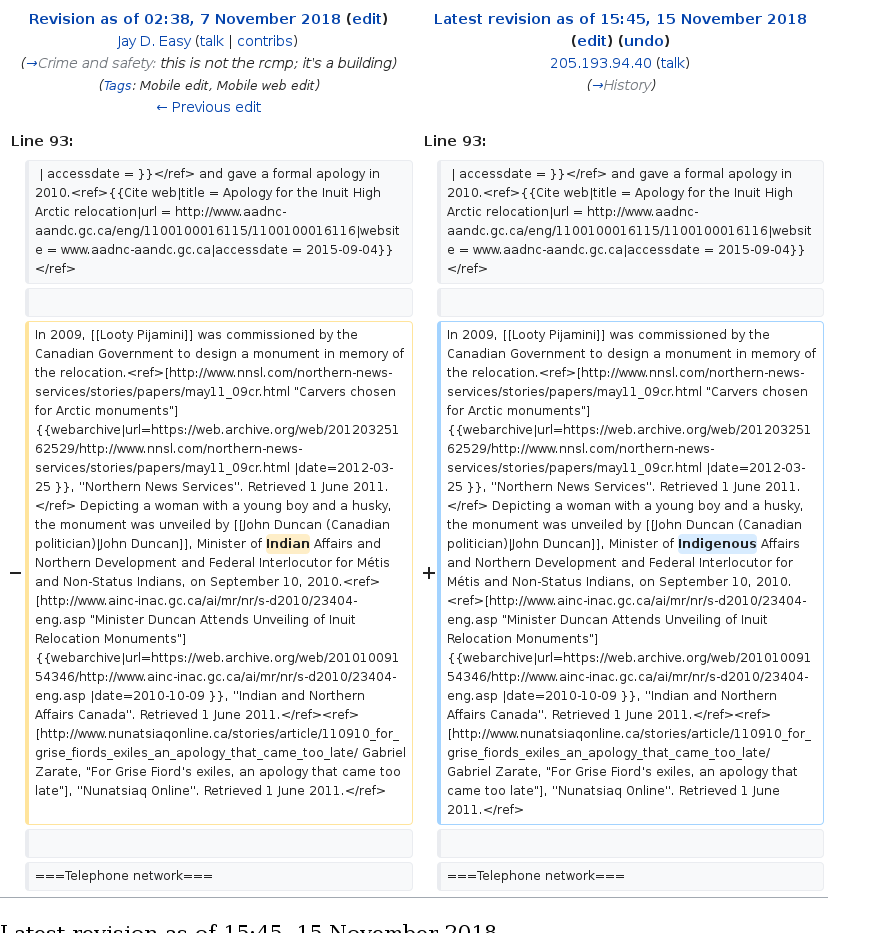 Revision as of 02:38, 7 November 2018 (edit)
Jay D. Easy (talk | contribs)
(→Crime and safety: this is not the rcmp; it's a building)
(Tags: Mobile edit, Mobile web edit)
← Previous edit
Latest revision as of 15:45, 15 November 2018
(edit) (undo)
205.193.94.40 (talk)
(→History)
Line 93:
Line 93:
| accessdate = }}</ref> and gave a formal apology in
2010.<ref>{{Cite web|title = Apology for the Inuit High
Arctic relocation|url = http://www.aadnc-
aandc.gc.ca/eng/1100100016115/1100100016116|websit
e = www.aadnc-aandc.gc.ca|accessdate = 2015-09-04}}
</ref>
| accessdate = }}</ref> and gave a formal apology in
2010.<ref>{{Cite web|title = Apology for the Inuit High
Arctic relocation|url = http://www.aadnc-
aandc.gc.ca/eng/1100100016115/1100100016116|websit
e = www.aadnc-aandc.gc.ca|accessdate = 2015-09-04}}
</ref>
−
In 2009, [[Looty Pijamini]] was commissioned by the
Canadian Government to design a monument in memory of
the relocation.<ref>[http://www.nnsl.com/northern-news-
services/stories/papers/may11_09cr.html "Carvers chosen
for Arctic monuments"]
{{webarchive|url=https://web.archive.org/web/201203251
62529/http://www.nnsl.com/northern-news-
services/stories/papers/may11_09cr.html |date=2012-03-
25 }}, ''Northern News Services''. Retrieved 1 June 2011.
</ref> Depicting a woman with a young boy and a husky,
the monument was unveiled by [[John Duncan (Canadian
politician)|John Duncan]], Minister of Indian Affairs and
Northern Development and Federal Interlocutor for Métis
and Non-Status Indians, on September 10, 2010.<ref>
[http://www.ainc-inac.gc.ca/ai/mr/nr/s-d2010/23404-
eng.asp "Minister Duncan Attends Unveiling of Inuit
Relocation Monuments"]
{{webarchive|url=https://web.archive.org/web/201010091
54346/http://www.ainc-inac.gc.ca/ai/mr/nr/s-d2010/23404-
eng.asp |date=2010-10-09 }}, ''Indian and Northern
Affairs Canada''. Retrieved 1 June 2011.</ref><ref>
[http://www.nunatsiaqonline.ca/stories/article/110910_for_
grise_fiords_exiles_an_apology_that_came_too_late/ Gabriel
Zarate, "For Grise Fiord's exiles, an apology that came too
late"], ''Nunatsiaq Online''. Retrieved 1 June 2011.</ref>
+
In 2009, [[Looty Pijamini]] was commissioned by the
Canadian Government to design a monument in memory of
the relocation.<ref>[http://www.nnsl.com/northern-news-
services/stories/papers/may11_09cr.html "Carvers chosen
for Arctic monuments"]
{{webarchive|url=https://web.archive.org/web/201203251
62529/http://www.nnsl.com/northern-news-
services/stories/papers/may11_09cr.html |date=2012-03-
25 }}, ''Northern News Services''. Retrieved 1 June 2011.
</ref> Depicting a woman with a young boy and a husky,
the monument was unveiled by [[John Duncan (Canadian
politician)|John Duncan]], Minister of Indigenous Affairs
and Northern Development and Federal Interlocutor for
Métis and Non-Status Indians, on September 10, 2010.
<ref>[http://www.ainc-inac.gc.ca/ai/mr/nr/s-d2010/23404-
eng.asp "Minister Duncan Attends Unveiling of Inuit
Relocation Monuments"]
{{webarchive|url=https://web.archive.org/web/201010091
54346/http://www.ainc-inac.gc.ca/ai/mr/nr/s-d2010/23404-
eng.asp |date=2010-10-09 }}, ''Indian and Northern
Affairs Canada''. Retrieved 1 June 2011.</ref><ref>
[http://www.nunatsiaqonline.ca/stories/article/110910_for_
grise_fiords_exiles_an_apology_that_came_too_late/
Gabriel Zarate, "For Grise Fiord's exiles, an apology that
came too late"], ''Nunatsiaq Online''. Retrieved 1 June
2011.</ref>
===Telephone network===
===Telephone network===
Latest revision as of 15:45, 15 November 2018